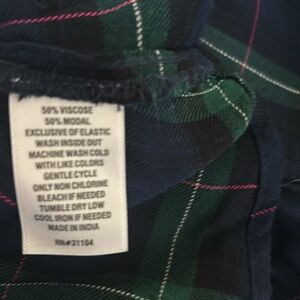 50% VISCOSE
50% MODAL
EXCLUSIVE OF ELASTIC
WASH INSIDE OUT
MACHINE WASH COLD
WITH LIKE COLORS
GENTLE CYCLE
ONLY NON CHLORINE
BLEACH IF NEEDED
TUMBLE DRY LOW
COOL IRON IF NEEDED
MADE IN INDIA
RN#31104